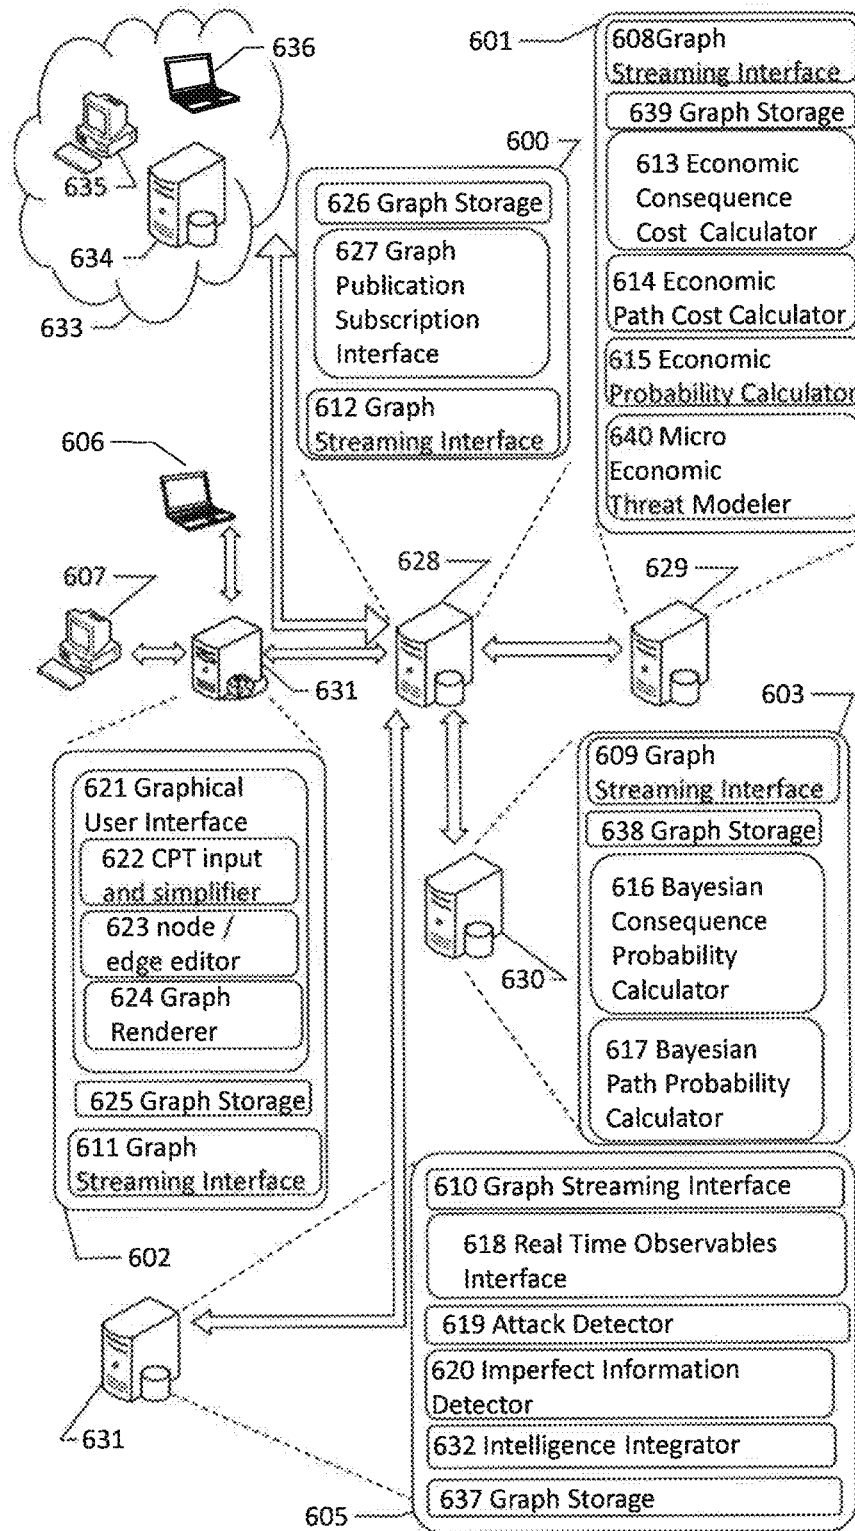 636
635
634
633
601
608Graph
Streaming Interface
639 Graph Storage
613 Economic
Consequence
Cost Calculator
614 Economic
Path Cost Calculator
615 Economic
Probability Calculator
640 Micro
Economic
Threat Modeler
600
626 Graph Storage
627 Graph
Publication
Subscription
Interface
612 Graph
Streaming Interface
606
607
631
628
629
603
609 Graph
Streaming Interface
638 Graph Storage
616 Bayesian
Consequence
Probability
Calculator
617 Bayesian
Path Probability
Calculator
630
621 Graphical
User Interface
622 CPT input
and simplifier
623 node /
edge editor
624 Graph
Renderer
625 Graph Storage
611 Graph
Streaming Interface
602
610 Graph Streaming Interface
618 Real Time Observables
Interface
619 Attack Detector
620 Imperfect Information
Detector
632 Intelligence Integrator
637 Graph Storage
631
605